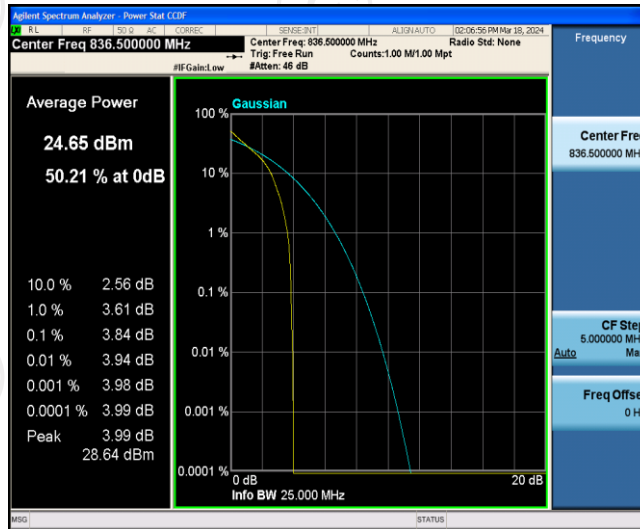 Agilent Spectrum Analyzer - Power Stat CCDF
RL RF 50 Ω AC CORREC SENSE:INT ALIGNAUTO 02:06:56 PM Mar 18, 2024
Center Freq 836.500000 MHz
Center Freq: 836.500000 MHz Radio Std: None
Trig: Free Run Counts:1.00 M/1.00 Mpt
#IFGain:Low #Atten: 46 dB
Frequency
Average Power
24.65 dBm
50.21 % at 0dB
10.0 % 2.56 dB
1.0 % 3.61 dB
0.1 % 3.84 dB
0.01 % 3.94 dB
0.001 % 3.98 dB
0.0001 % 3.99 dB
Peak 3.99 dB
28.64 dBm
Gaussian
100 %
10 %
1 %
0.1 %
0.01 %
0.001 %
0.0001 %
0 dB 20 dB
Info BW 25.000 MHz
Center Fre
836.500000 MH
CF Step
5.000000 MH
Auto Ma
Freq Offse
0 H
MSG STATUS